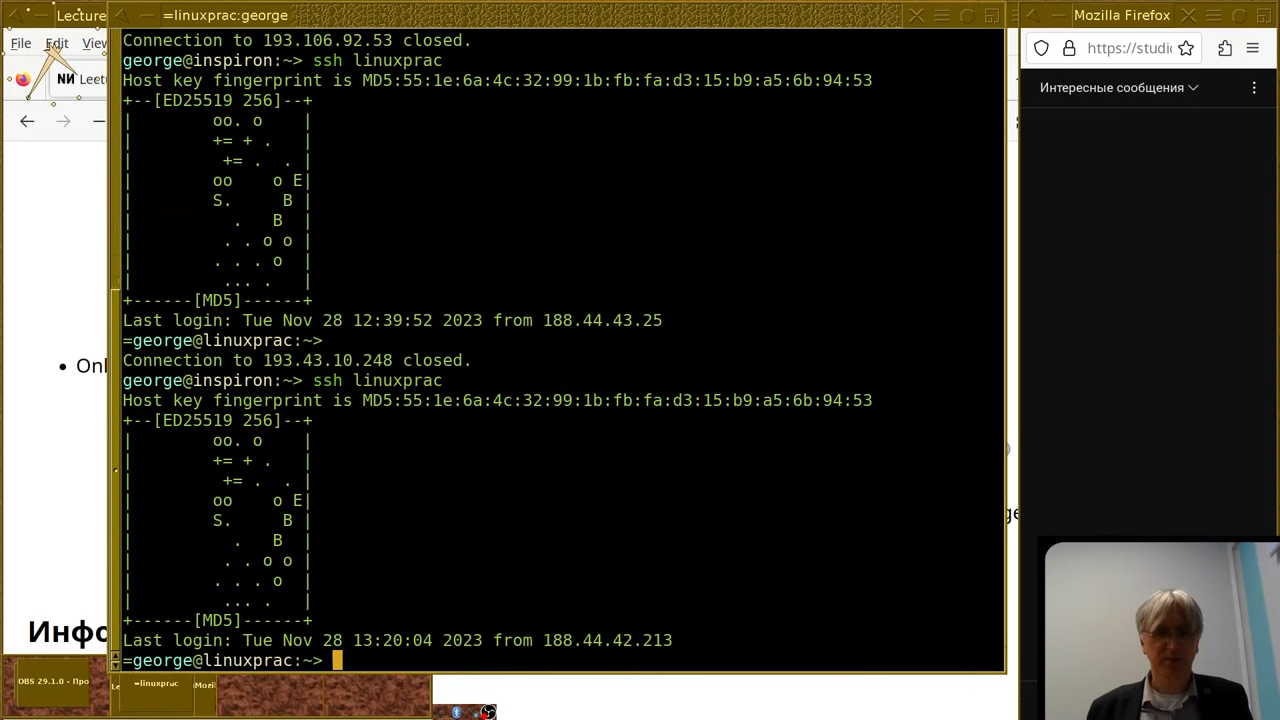 Lecture
=linuxprac:george
Mozilla Firefox
File Edit View
Lectu
https://studi
Интересные сообщения
Onl
Инфо
Connection to 193.106.92.53 closed.
george@inspiron:~> ssh linuxprac
Host key fingerprint is MD5:55:1e:6a:4c:32:99:1b:fb:fa:d3:15:b9:a5:6b:94:53
+--[ED25519 256]--+
|        oo. o    |
|        += + .   |
|         += .  . |
|        oo    o E|
|        S.     B |
|          .   B  |
|         . . o o |
|        . . . o  |
|         ... .   |
+------[MD5]------+
Last login: Tue Nov 28 12:39:52 2023 from 188.44.43.25
=george@linuxprac:~>
Connection to 193.43.10.248 closed.
george@inspiron:~> ssh linuxprac
Host key fingerprint is MD5:55:1e:6a:4c:32:99:1b:fb:fa:d3:15:b9:a5:6b:94:53
+--[ED25519 256]--+
|        oo. o    |
|        += + .   |
|         += .  . |
|        oo    o E|
|        S.     B |
|          .   B  |
|         . . o o |
|        . . . o  |
|         ... .   |
+------[MD5]------+
Last login: Tue Nov 28 13:20:04 2023 from 188.44.42.213
=george@linuxprac:~>
OBS 29.1.0 - Про
Le
=linuxprac
Mozil